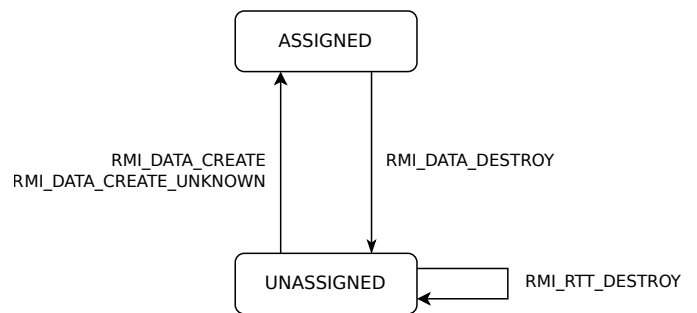 ASSIGNED
RMI_DATA_CREATE
RMI_DATA_CREATE_UNKNOWN
RMI_DATA_DESTROY
UNASSIGNED
RMI_RTT_DESTROY